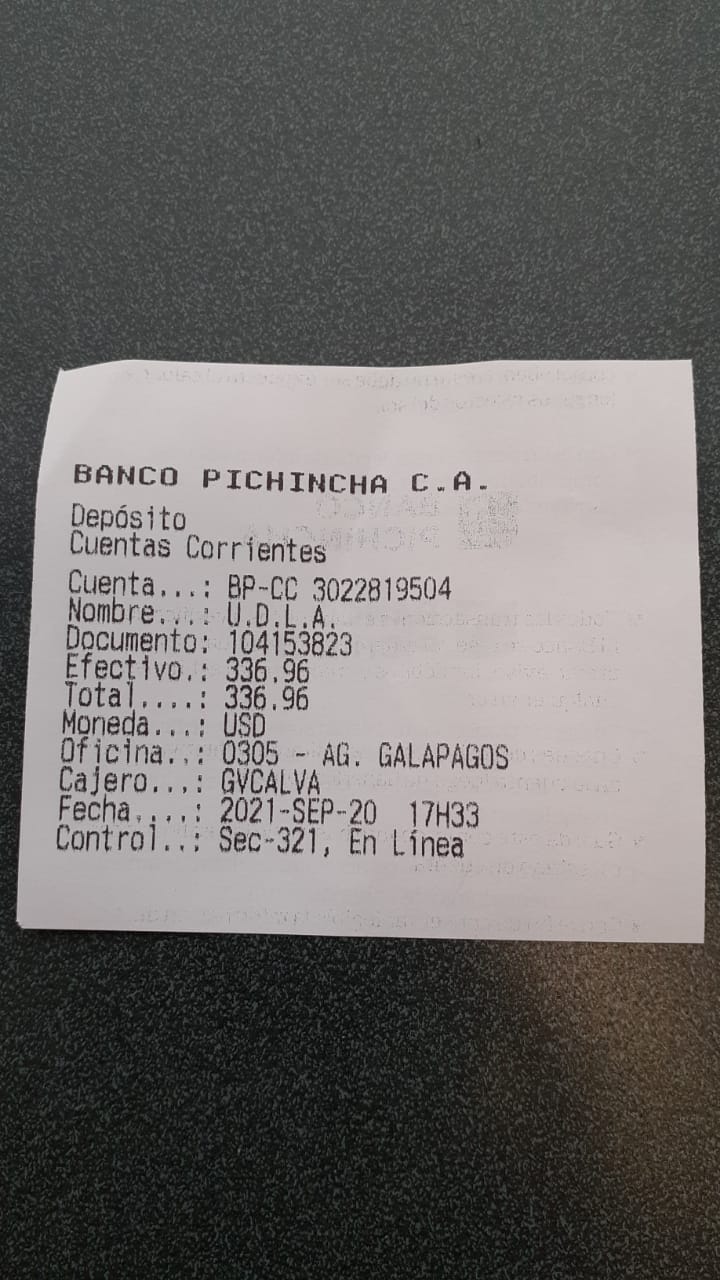 BANCO PICHINCHA C.A.
Depósito
Cuentas Corrientes
Cuenta...: BP-CC 3022819504
Nombre...: U.D.L.A.
Documento: 104153823
Efectivo.: 336.96
Total....: 336.96
Moneda...: USD
Oficina..: 0305 - AG. GALAPAGOS
Cajero...: GVCALVA
Fecha....: 2021-SEP-20 17H33
Control..: Sec-321, En Línea